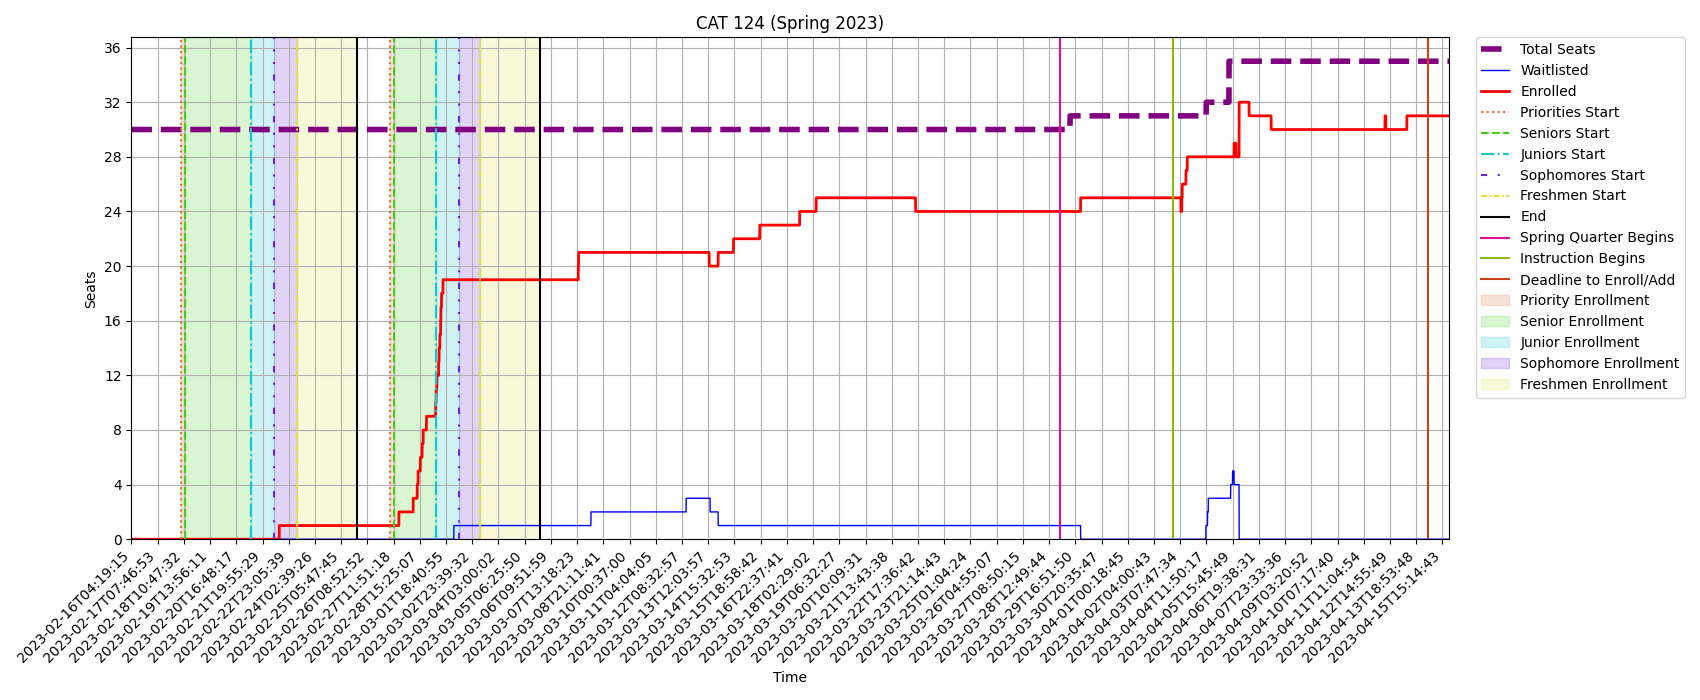 CAT 124 (Spring 2023)
Seats
36
32
28
24
20
16
12
8
4
0
2023-02-16T04:19:15
2023-02-17T07:46:53
2023-02-18T10:47:32
2023-02-19T13:56:11
2023-02-20T16:48:17
2023-02-21T19:55:29
2023-02-22T23:05:39
2023-02-24T02:39:26
2023-02-25T05:47:45
2023-02-26T08:52:52
2023-02-27T11:51:18
2023-02-28T15:25:07
2023-03-01T18:40:55
2023-03-02T23:39:32
2023-03-04T03:00:02
2023-03-05T06:25:50
2023-03-06T09:51:59
2023-03-07T13:18:23
2023-03-08T21:11:41
2023-03-10T00:37:00
2023-03-11T04:04:05
2023-03-12T08:32:57
2023-03-13T12:03:57
2023-03-14T15:32:53
2023-03-15T18:58:42
2023-03-16T22:37:41
2023-03-18T02:29:02
2023-03-19T06:32:27
2023-03-20T10:09:31
2023-03-21T13:43:38
2023-03-22T17:36:42
2023-03-23T21:14:43
2023-03-25T01:04:24
2023-03-26T04:55:07
2023-03-27T08:50:15
2023-03-28T12:49:44
2023-03-29T16:51:50
2023-03-30T20:35:47
2023-04-01T00:18:45
2023-04-02T04:00:43
2023-04-03T07:47:34
2023-04-04T11:50:17
2023-04-05T15:45:49
2023-04-06T19:38:31
2023-04-07T23:33:36
2023-04-09T03:20:52
2023-04-10T07:17:40
2023-04-11T11:04:54
2023-04-12T14:55:49
2023-04-13T18:53:48
2023-04-15T15:14:43
Time
Total Seats
Waitlisted
Enrolled
Priorities Start
Seniors Start
Juniors Start
Sophomores Start
Freshmen Start
End
Spring Quarter Begins
Instruction Begins
Deadline to Enroll/Add
Priority Enrollment
Senior Enrollment
Junior Enrollment
Sophomore Enrollment
Freshmen Enrollment